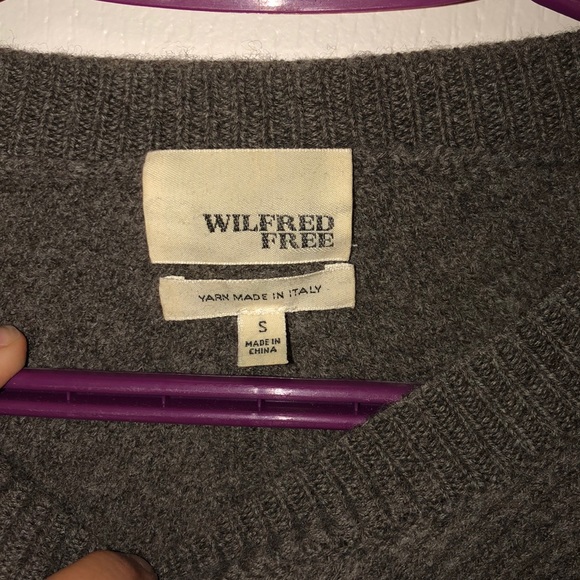 WILFRED
FREE
YARN MADE IN ITALY
S
MADE IN
CHINA